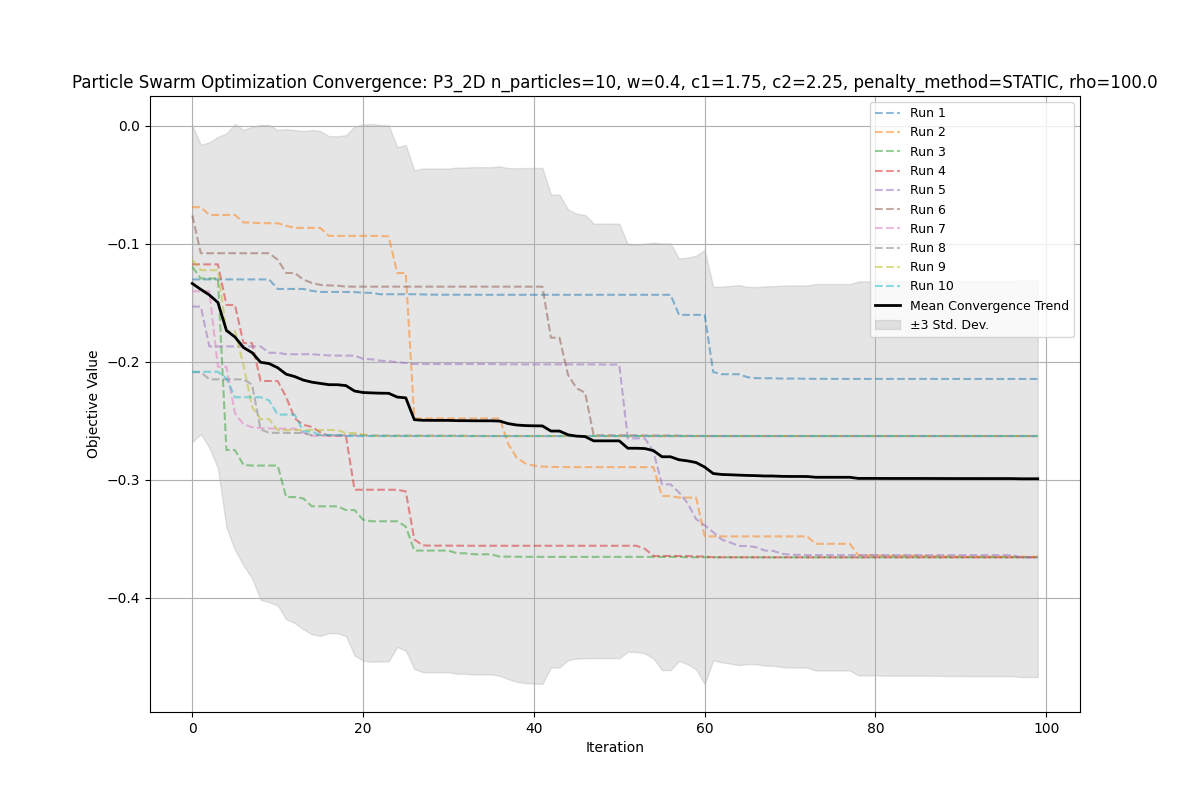 Particle Swarm Optimization Convergence: P3_2D n_particles=10, w=0.4, c1=1.75, c2=2.25, penalty_method=STATIC, rho=100.0
Objective Value
0.0
−0.1
−0.2
−0.3
−0.4
Run 1
Run 2
Run 3
Run 4
Run 5
Run 6
Run 7
Run 8
Run 9
Run 10
Mean Convergence Trend
±3 Std. Dev.
0
20
40
60
80
100
Iteration